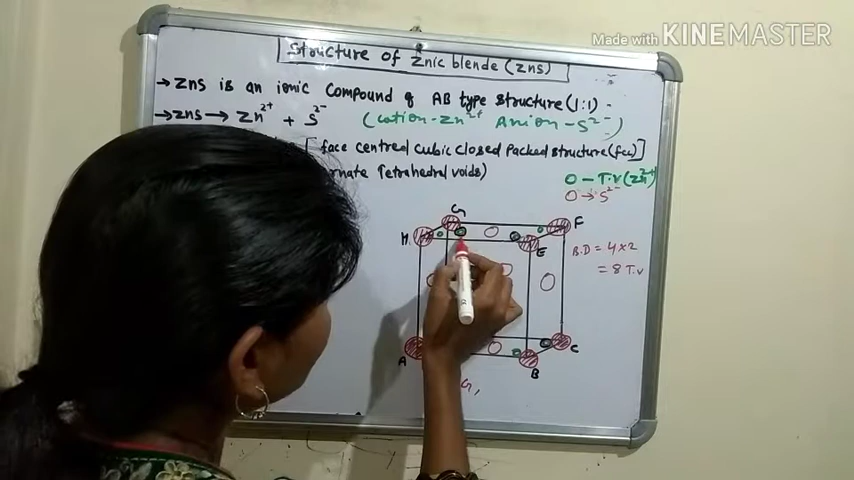 Made with KINEMASTER
Structure of Znic blende (ZnS)
→ ZnS is an ionic compound of AB type structure (1:1)
→ ZnS → Zn²⁺ + S²⁻ (Cation - Zn²⁺ Anion - S²⁻)
[face centred cubic closed packed structure (fcc)]
Tetrahedral voids)
O - T.V (Zn²⁺)
O → S²⁻
G
F
H
E
B.D = 4 x 2
= 8 T.V
A
B
C